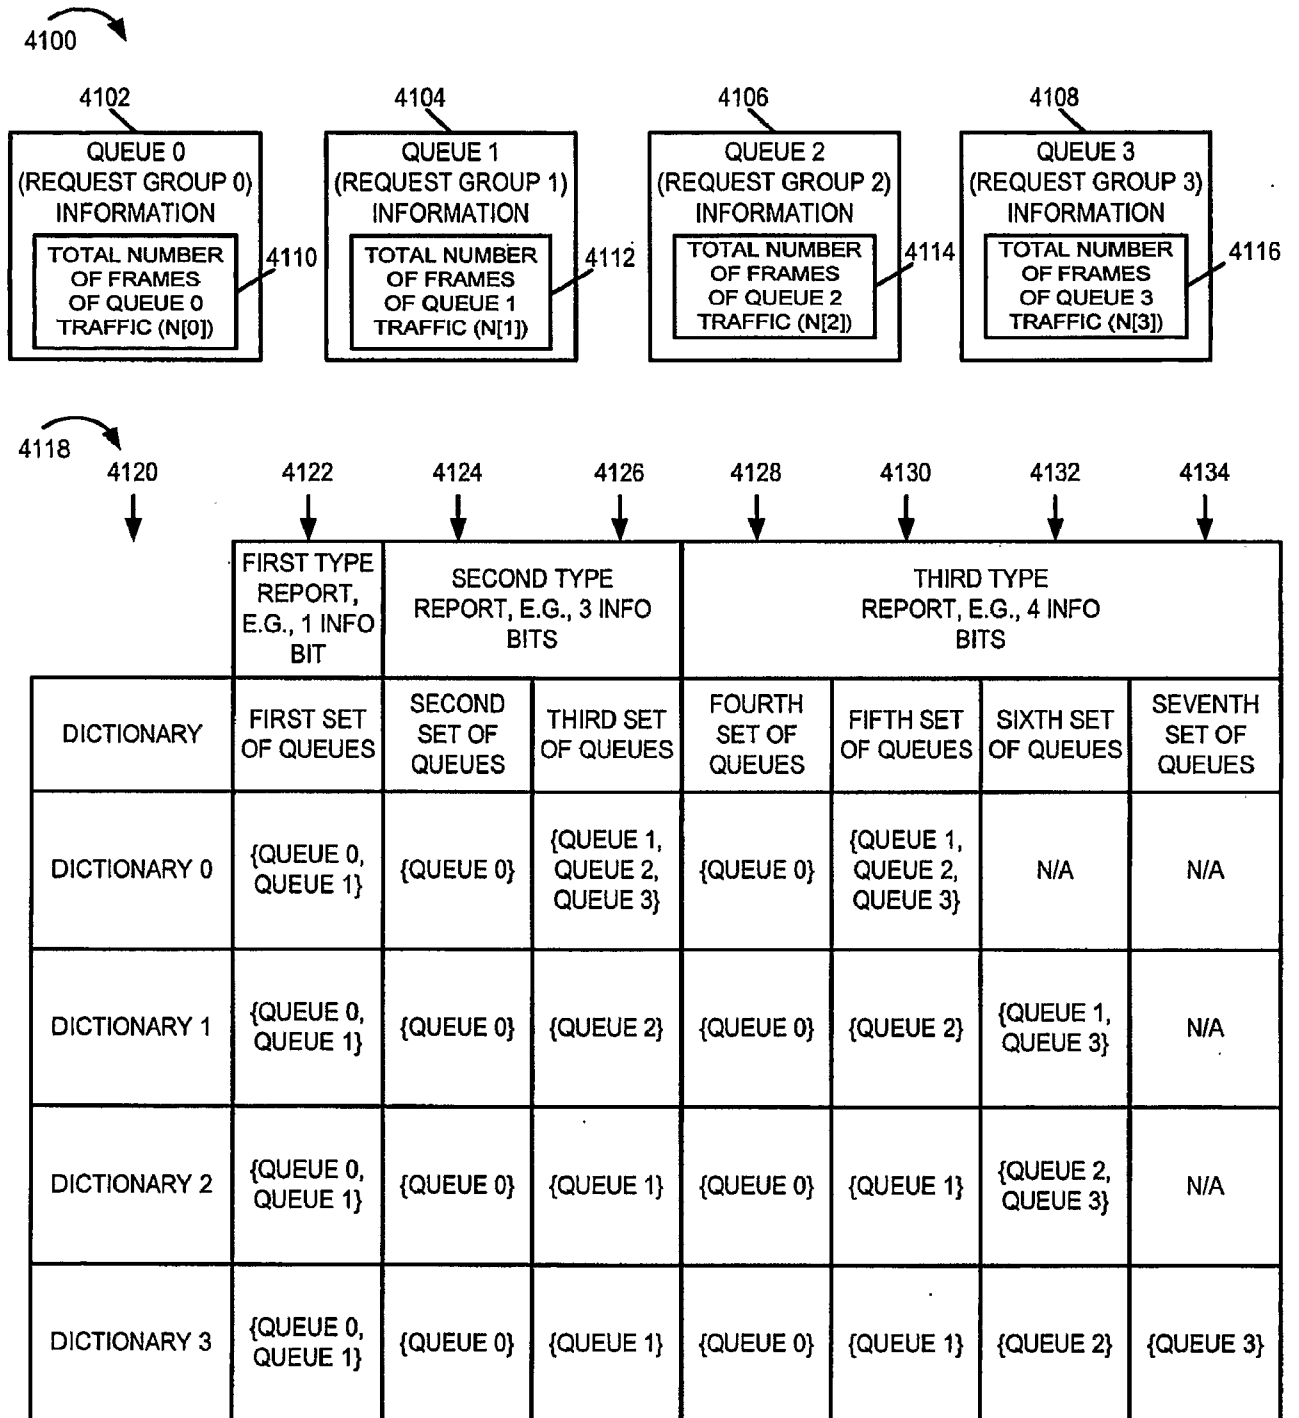 4100
4102
4104
4106
4108
QUEUE 0
(REQUEST GROUP 0)
INFORMATION
TOTAL NUMBER
OF FRAMES
OF QUEUE 0
TRAFFIC (N[0])
4110
QUEUE 1
(REQUEST GROUP 1)
INFORMATION
TOTAL NUMBER
OF FRAMES
OF QUEUE 1
TRAFFIC (N[1])
4112
QUEUE 2
(REQUEST GROUP 2)
INFORMATION
TOTAL NUMBER
OF FRAMES
OF QUEUE 2
TRAFFIC (N[2])
4114
QUEUE 3
(REQUEST GROUP 3)
INFORMATION
TOTAL NUMBER
OF FRAMES
OF QUEUE 3
TRAFFIC (N[3])
4116
4118
4120
4122
4124
4126
4128
4130
4132
4134
FIRST TYPE
REPORT,
E.G., 1 INFO
BIT
SECOND TYPE
REPORT, E.G., 3 INFO
BITS
THIRD TYPE
REPORT, E.G., 4 INFO
BITS
DICTIONARY
FIRST SET
OF QUEUES
SECOND
SET OF
QUEUES
THIRD SET
OF QUEUES
FOURTH
SET OF
QUEUES
FIFTH SET
OF QUEUES
SIXTH SET
OF QUEUES
SEVENTH
SET OF
QUEUES
DICTIONARY 0
{QUEUE 0,
QUEUE 1}
{QUEUE 0}
{QUEUE 1,
QUEUE 2,
QUEUE 3}
{QUEUE 0}
{QUEUE 1,
QUEUE 2,
QUEUE 3}
N/A
N/A
DICTIONARY 1
{QUEUE 0,
QUEUE 1}
{QUEUE 0}
{QUEUE 2}
{QUEUE 0}
{QUEUE 2}
{QUEUE 1,
QUEUE 3}
N/A
DICTIONARY 2
{QUEUE 0,
QUEUE 1}
{QUEUE 0}
{QUEUE 1}
{QUEUE 0}
{QUEUE 1}
{QUEUE 2,
QUEUE 3}
N/A
DICTIONARY 3
{QUEUE 0,
QUEUE 1}
{QUEUE 0}
{QUEUE 1}
{QUEUE 0}
{QUEUE 1}
{QUEUE 2}
{QUEUE 3}